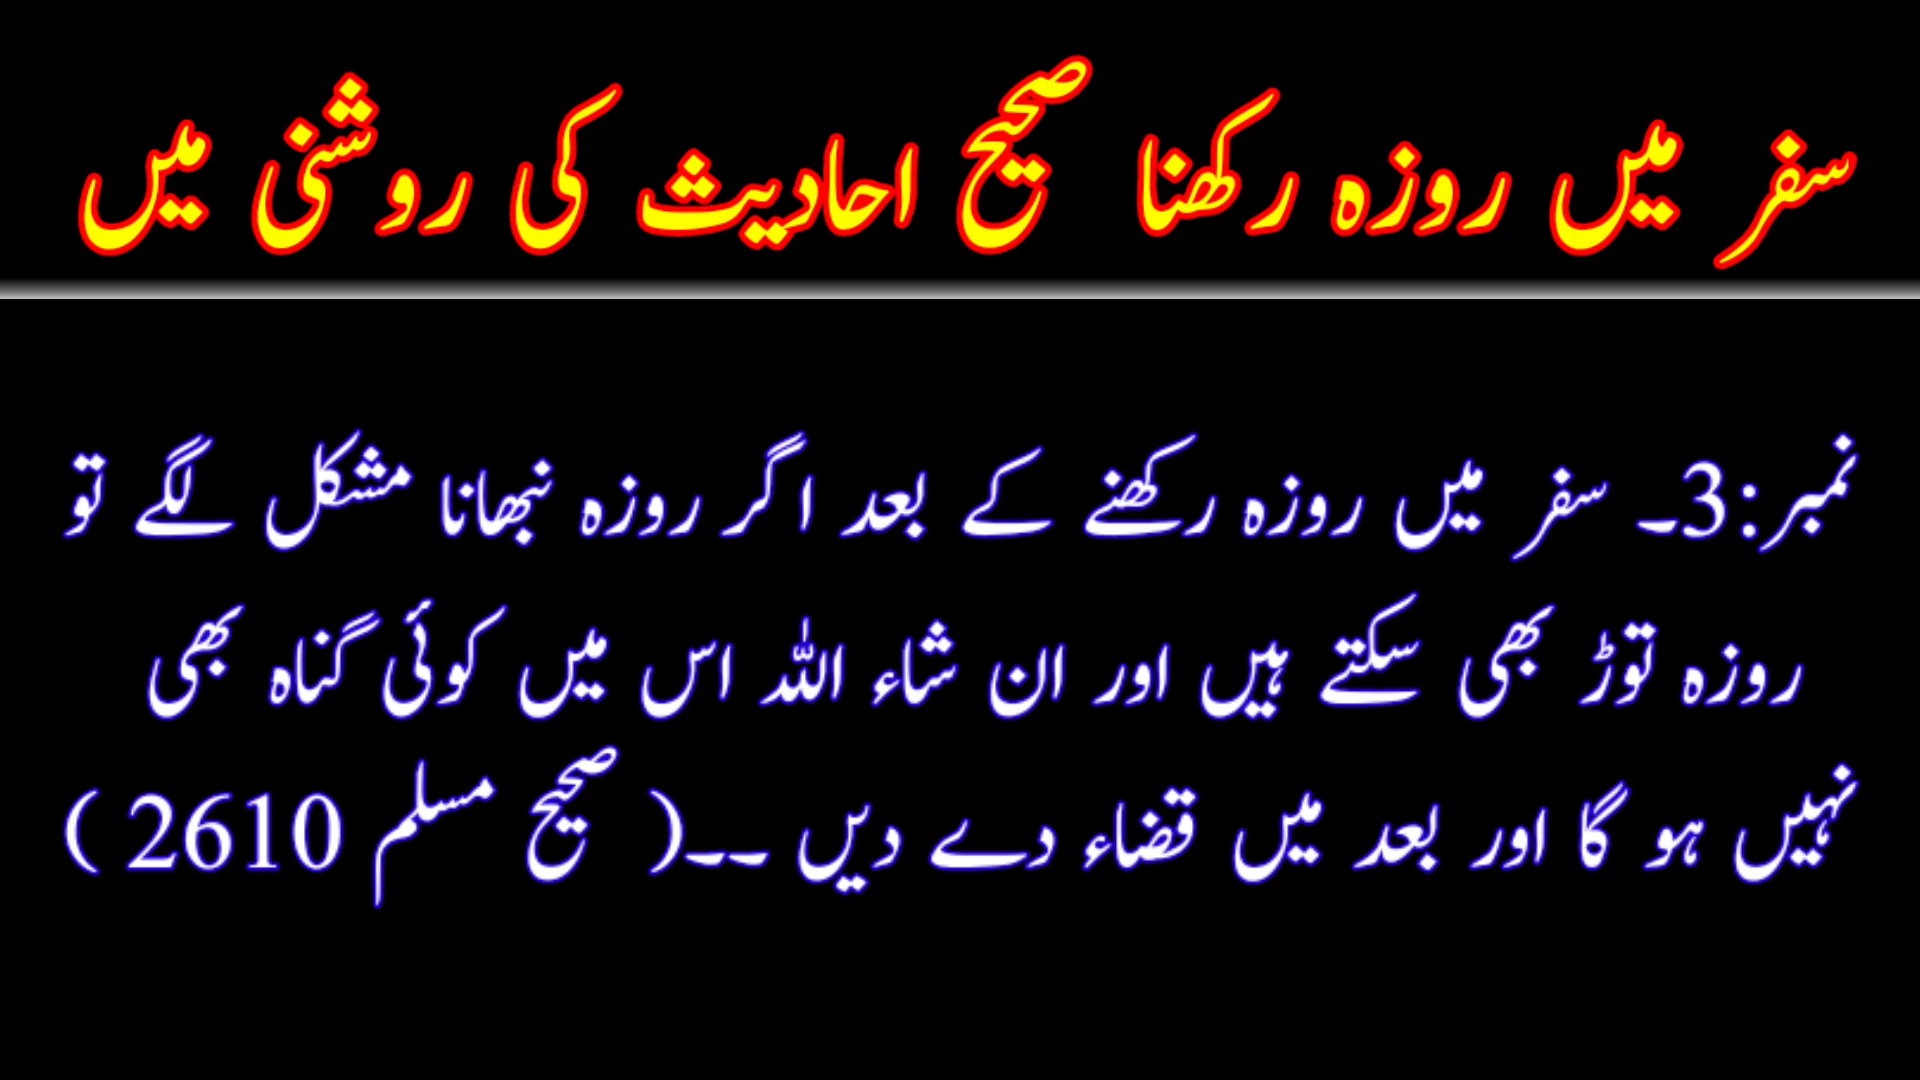 سفر میں روزہ رکھنا صحیح احادیث کی روشنی میں
نمبر:3۔ سفر میں روزہ رکھنے کے بعد اگر روزہ نبھانا مشکل لگے تو
روزہ توڑ بھی سکتے ہیں اور ان شاء اللہ اس میں کوئی گناہ بھی
نہیں ہو گا اور بعد میں قضاء دے دیں ۔۔( صحیح مسلم 2610 )